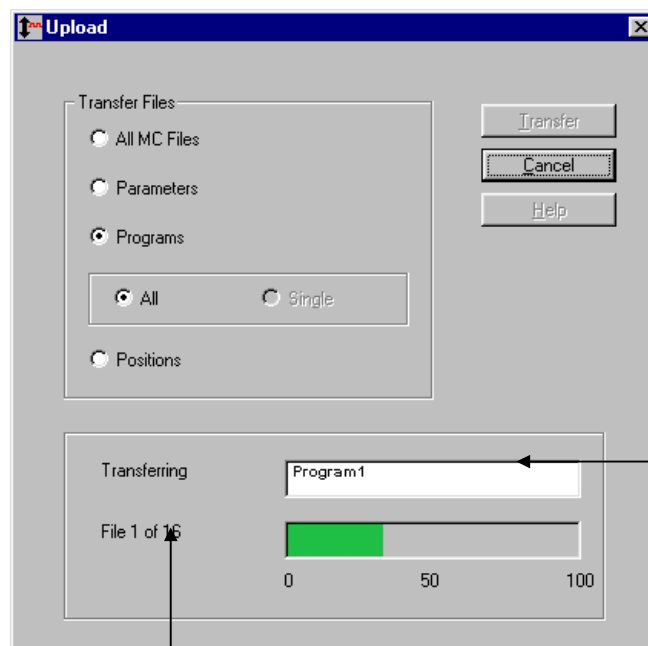 Upload
Transfer Files
All MC Files
Parameters
Programs
All Single
Positions
Transfer
Cancel
Help
Transferring Program1
File 1 of 16
0 50 100